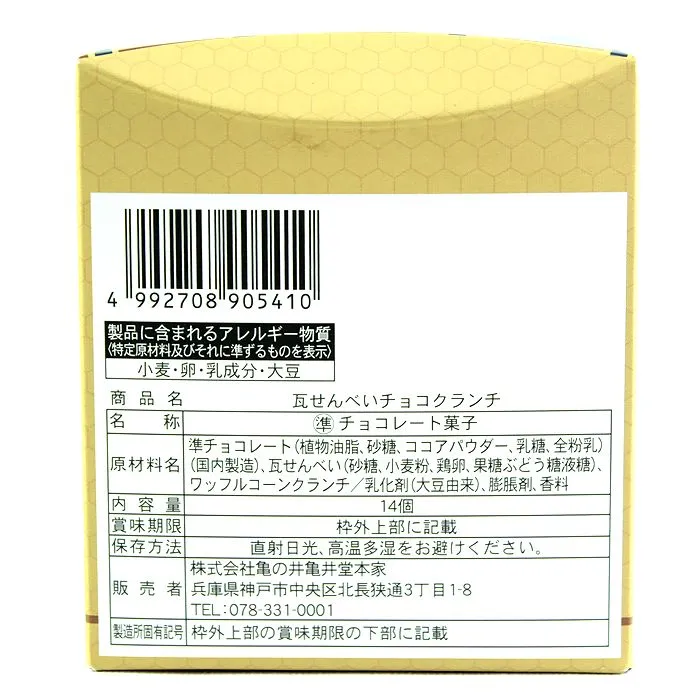 4 992708 905410
製品に含まれるアレルギー物質
〈特定原材料及びそれに準ずるものを表示〉
小麦・卵・乳成分・大豆
商品名 瓦せんべいチョコクランチ
名称 ㊜チョコレート菓子
準チョコレート(植物油脂、砂糖、ココアパウダー、乳糖、全粉乳)
原材料名 (国内製造)、瓦せんべい(砂糖、小麦粉、鶏卵、果糖ぶどう糖液糖)、
ワッフルコーンクランチ/乳化剤(大豆由来)、膨脹剤、香料
内容量 14個
賞味期限 枠外上部に記載
保存方法 直射日光、高温多湿をお避けください。
株式会社亀の井亀井堂本家
販売者 兵庫県神戸市中央区北長狭通3丁目1-8
TEL:078-331-0001
製造所固有記号 枠外上部の賞味期限の下部に記載